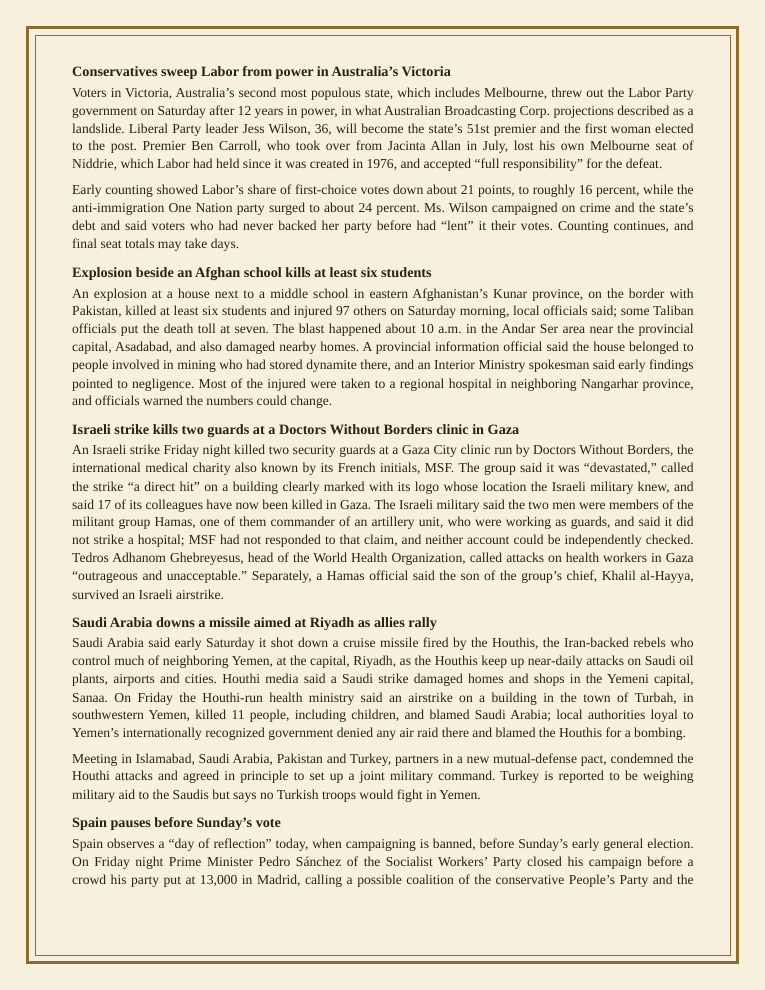 Conservatives sweep Labor from power in Australia’s Victoria
Voters in Victoria, Australia’s second most populous state, which includes Melbourne, threw out the Labor Party
government on Saturday after 12 years in power, in what Australian Broadcasting Corp. projections described as a
landslide. Liberal Party leader Jess Wilson, 36, will become the state’s 51st premier and the first woman elected
to the post. Premier Ben Carroll, who took over from Jacinta Allan in July, lost his own Melbourne seat of
Niddrie, which Labor had held since it was created in 1976, and accepted “full responsibility” for the defeat.
Early counting showed Labor’s share of first-choice votes down about 21 points, to roughly 16 percent, while the
anti-immigration One Nation party surged to about 24 percent. Ms. Wilson campaigned on crime and the state’s
debt and said voters who had never backed her party before had “lent” it their votes. Counting continues, and
final seat totals may take days.
Explosion beside an Afghan school kills at least six students
An explosion at a house next to a middle school in eastern Afghanistan’s Kunar province, on the border with
Pakistan, killed at least six students and injured 97 others on Saturday morning, local officials said; some Taliban
officials put the death toll at seven. The blast happened about 10 a.m. in the Andar Ser area near the provincial
capital, Asadabad, and also damaged nearby homes. A provincial information official said the house belonged to
people involved in mining who had stored dynamite there, and an Interior Ministry spokesman said early findings
pointed to negligence. Most of the injured were taken to a regional hospital in neighboring Nangarhar province,
and officials warned the numbers could change.
Israeli strike kills two guards at a Doctors Without Borders clinic in Gaza
An Israeli strike Friday night killed two security guards at a Gaza City clinic run by Doctors Without Borders, the
international medical charity also known by its French initials, MSF. The group said it was “devastated,” called
the strike “a direct hit” on a building clearly marked with its logo whose location the Israeli military knew, and
said 17 of its colleagues have now been killed in Gaza. The Israeli military said the two men were members of the
militant group Hamas, one of them commander of an artillery unit, who were working as guards, and said it did
not strike a hospital; MSF had not responded to that claim, and neither account could be independently checked.
Tedros Adhanom Ghebreyesus, head of the World Health Organization, called attacks on health workers in Gaza
“outrageous and unacceptable.” Separately, a Hamas official said the son of the group’s chief, Khalil al-Hayya,
survived an Israeli airstrike.
Saudi Arabia downs a missile aimed at Riyadh as allies rally
Saudi Arabia said early Saturday it shot down a cruise missile fired by the Houthis, the Iran-backed rebels who
control much of neighboring Yemen, at the capital, Riyadh, as the Houthis keep up near-daily attacks on Saudi oil
plants, airports and cities. Houthi media said a Saudi strike damaged homes and shops in the Yemeni capital,
Sanaa. On Friday the Houthi-run health ministry said an airstrike on a building in the town of Turbah, in
southwestern Yemen, killed 11 people, including children, and blamed Saudi Arabia; local authorities loyal to
Yemen’s internationally recognized government denied any air raid there and blamed the Houthis for a bombing.
Meeting in Islamabad, Saudi Arabia, Pakistan and Turkey, partners in a new mutual-defense pact, condemned the
Houthi attacks and agreed in principle to set up a joint military command. Turkey is reported to be weighing
military aid to the Saudis but says no Turkish troops would fight in Yemen.
Spain pauses before Sunday’s vote
Spain observes a “day of reflection” today, when campaigning is banned, before Sunday’s early general election.
On Friday night Prime Minister Pedro Sánchez of the Socialist Workers’ Party closed his campaign before a
crowd his party put at 13,000 in Madrid, calling a possible coalition of the conservative People’s Party and the